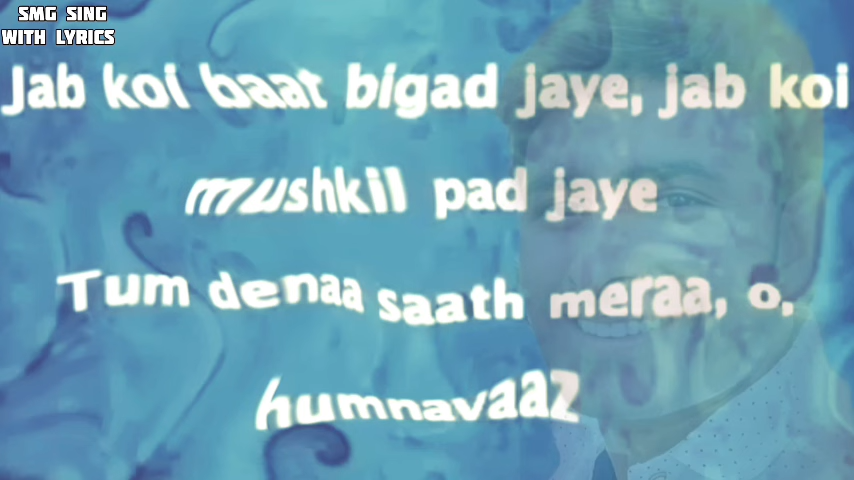 SMG SING
WITH LYRICS
Jab koi baat bigad jaye, jab koi
mushkil pad jaye
Tum denaa saath meraa, o,
humnavaaz